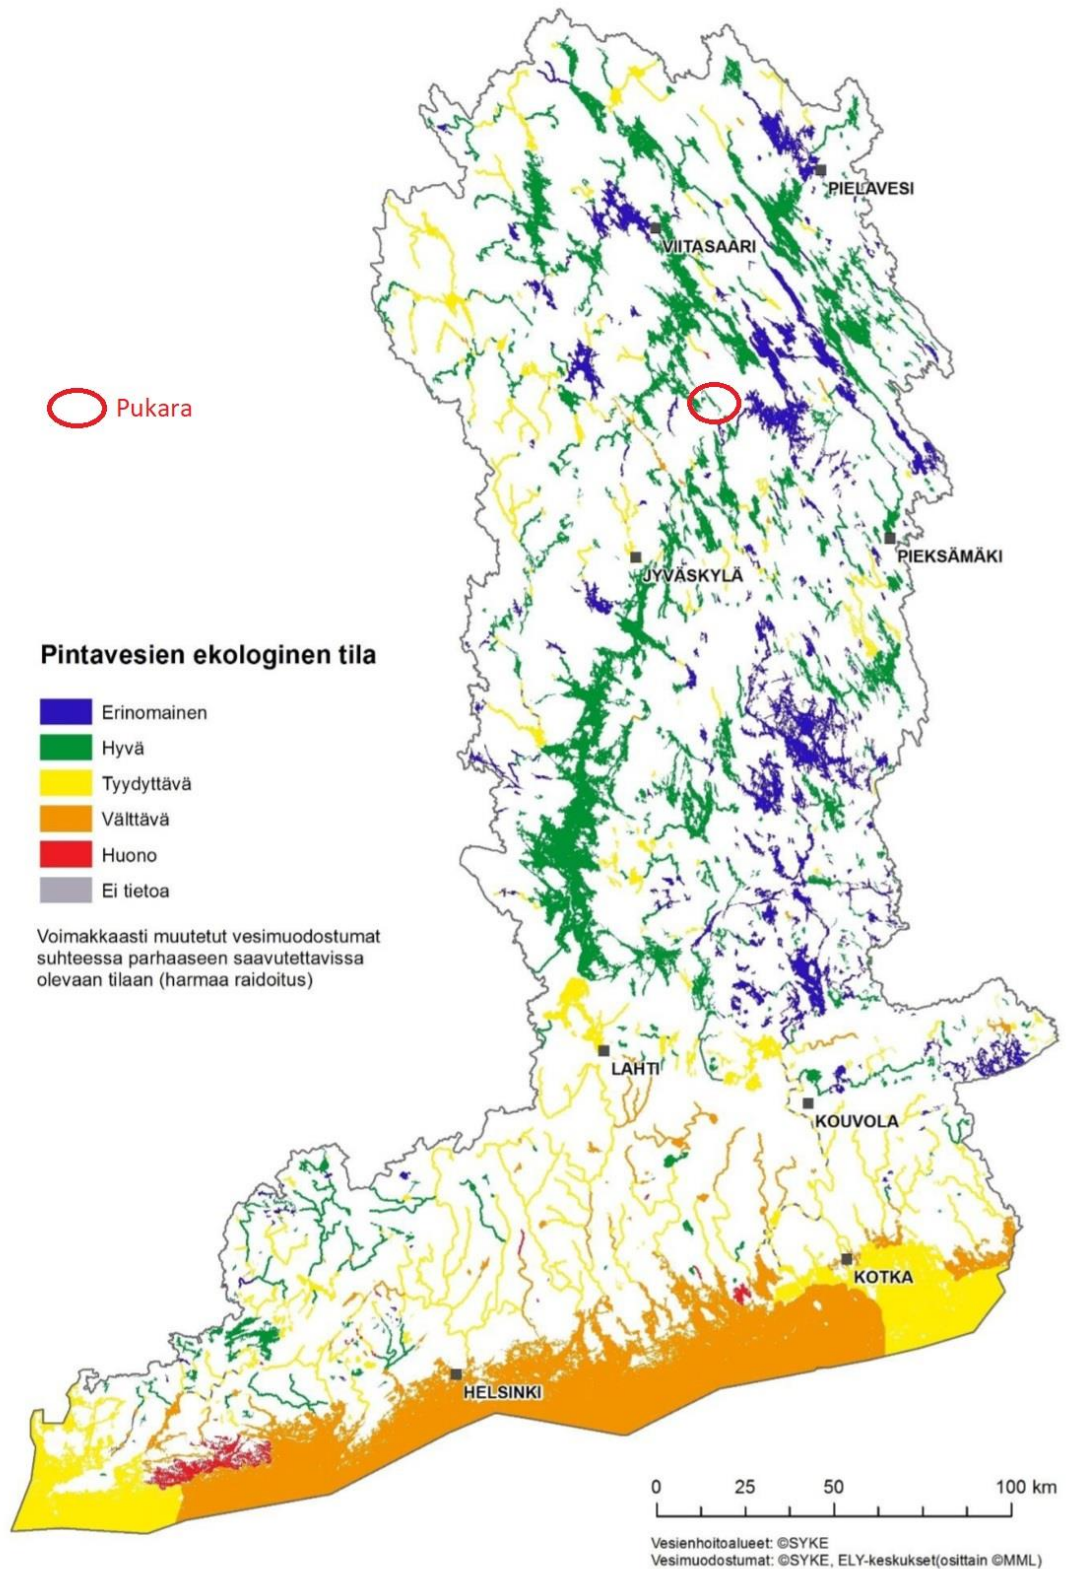 PIELAVESI
VIITASAARI
Pukara
PIEKSÄMÄKI
JYVÄSKYLÄ
Pintavesien ekologinen tila
Erinomainen
Hyvä
Tyydyttävä
Välttävä
Huono
Ei tietoa
Voimakkaasti muutetut vesimuodostumat
suhteessa parhaaseen saavutettavissa
olevaan tilaan (harmaa raidoitus)
LAHTI
KOUVOLA
KOTKA
HELSINKI
0 25 50 100 km
Vesienhoitoalueet: ©SYKE
Vesimuodostumat: ©SYKE, ELY-keskukset(osittain ©MML)